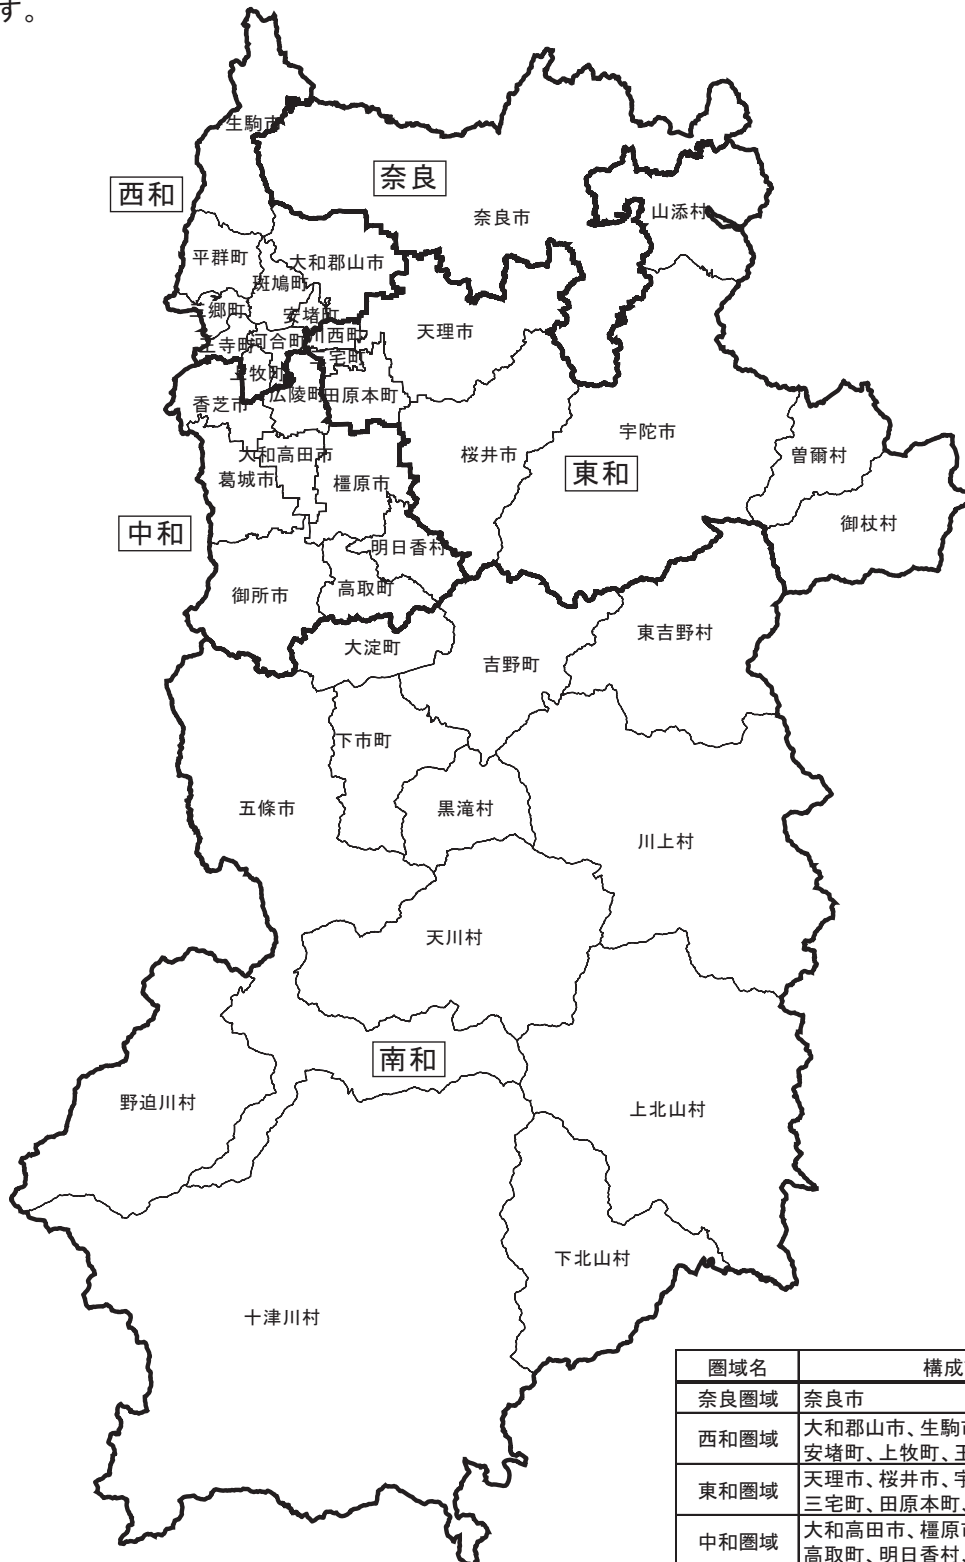 す。
生駒市
西和
奈良
奈良市
山添村
平群町
大和郡山市
斑鳩町
三郷町
安堵町
天理市
王寺町
河合町
川西町
三宅町
上牧町
広陵町
田原本町
香芝市
宇陀市
大和高田市
桜井市
曽爾村
葛城市
橿原市
東和
御杖村
中和
明日香村
御所市
高取町
大淀町
吉野町
東吉野村
下市町
五條市
黒滝村
川上村
天川村
南和
野迫川村
上北山村
下北山村
十津川村
圏域名 構成
奈良圏域 奈良市
西和圏域 大和郡山市、生駒
安堵町、上牧町、
東和圏域 天理市、桜井市、
三宅町、田原本町、
中和圏域 大和高田市、橿原
高取町、明日香村、